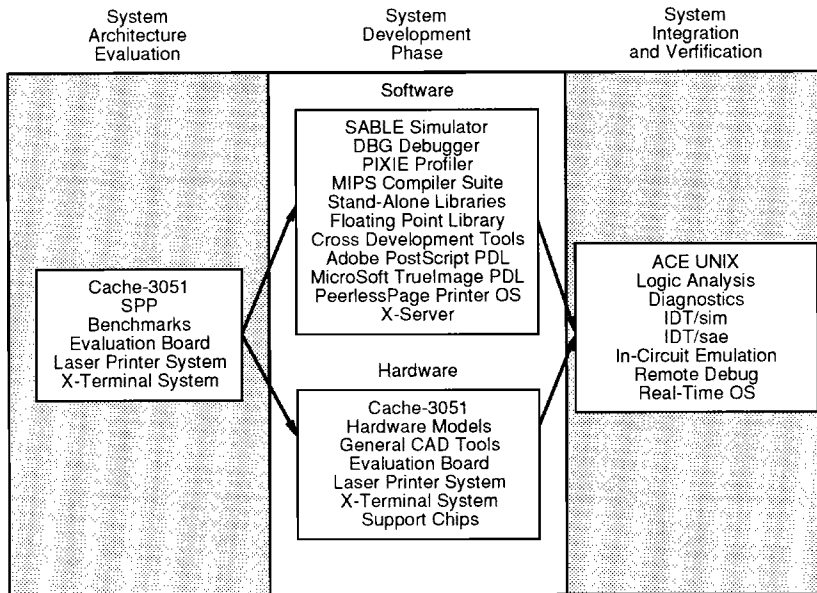 System
Architecture
Evaluation
System
Development
Phase
System
Integration
and Verfification
Cache-3051
SPP
Benchmarks
Evaluation Board
Laser Printer System
X-Terminal System
Software
SABLE Simulator
DBG Debugger
PIXIE Profiler
MIPS Compiler Suite
Stand-Alone Libraries
Floating Point Library
Cross Development Tools
Adobe PostScript PDL
MicroSoft TrueImage PDL
PeerlessPage Printer OS
X-Server
Hardware
Cache-3051
Hardware Models
General CAD Tools
Evaluation Board
Laser Printer System
X-Terminal System
Support Chips
ACE UNIX
Logic Analysis
Diagnostics
IDT/sim
IDT/sae
In-Circuit Emulation
Remote Debug
Real-Time OS